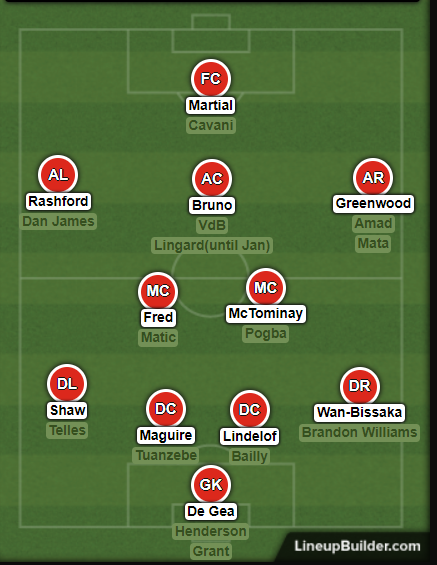 FC
Martial
Cavani
AL
AC
AR
Rashford
Bruno
Greenwood
Dan James
VdB
Amad
Lingard(until Jan)
Mata
MC
MC
Fred
McTominay
Matic
Pogba
DL
DR
Shaw
DC
DC
Wan-Bissaka
Telles
Maguire
Lindelof
Brandon Williams
Tuanzebe
Bailly
GK
De Gea
Henderson
Grant
LineupBuilder.com